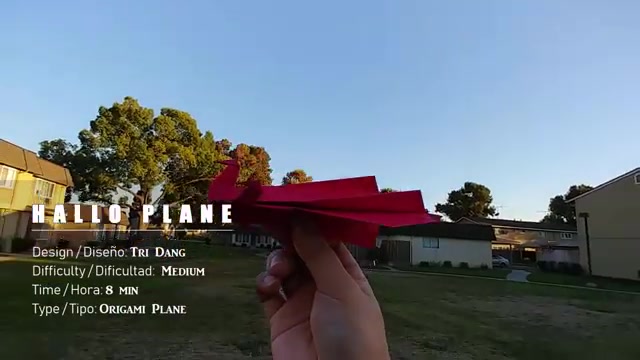 HALLO PLANE
Design/Diseño: Tri Dang
Difficulty/Dificultad: Medium
Time/Hora: 8 min
Type/Tipo: Origami Plane